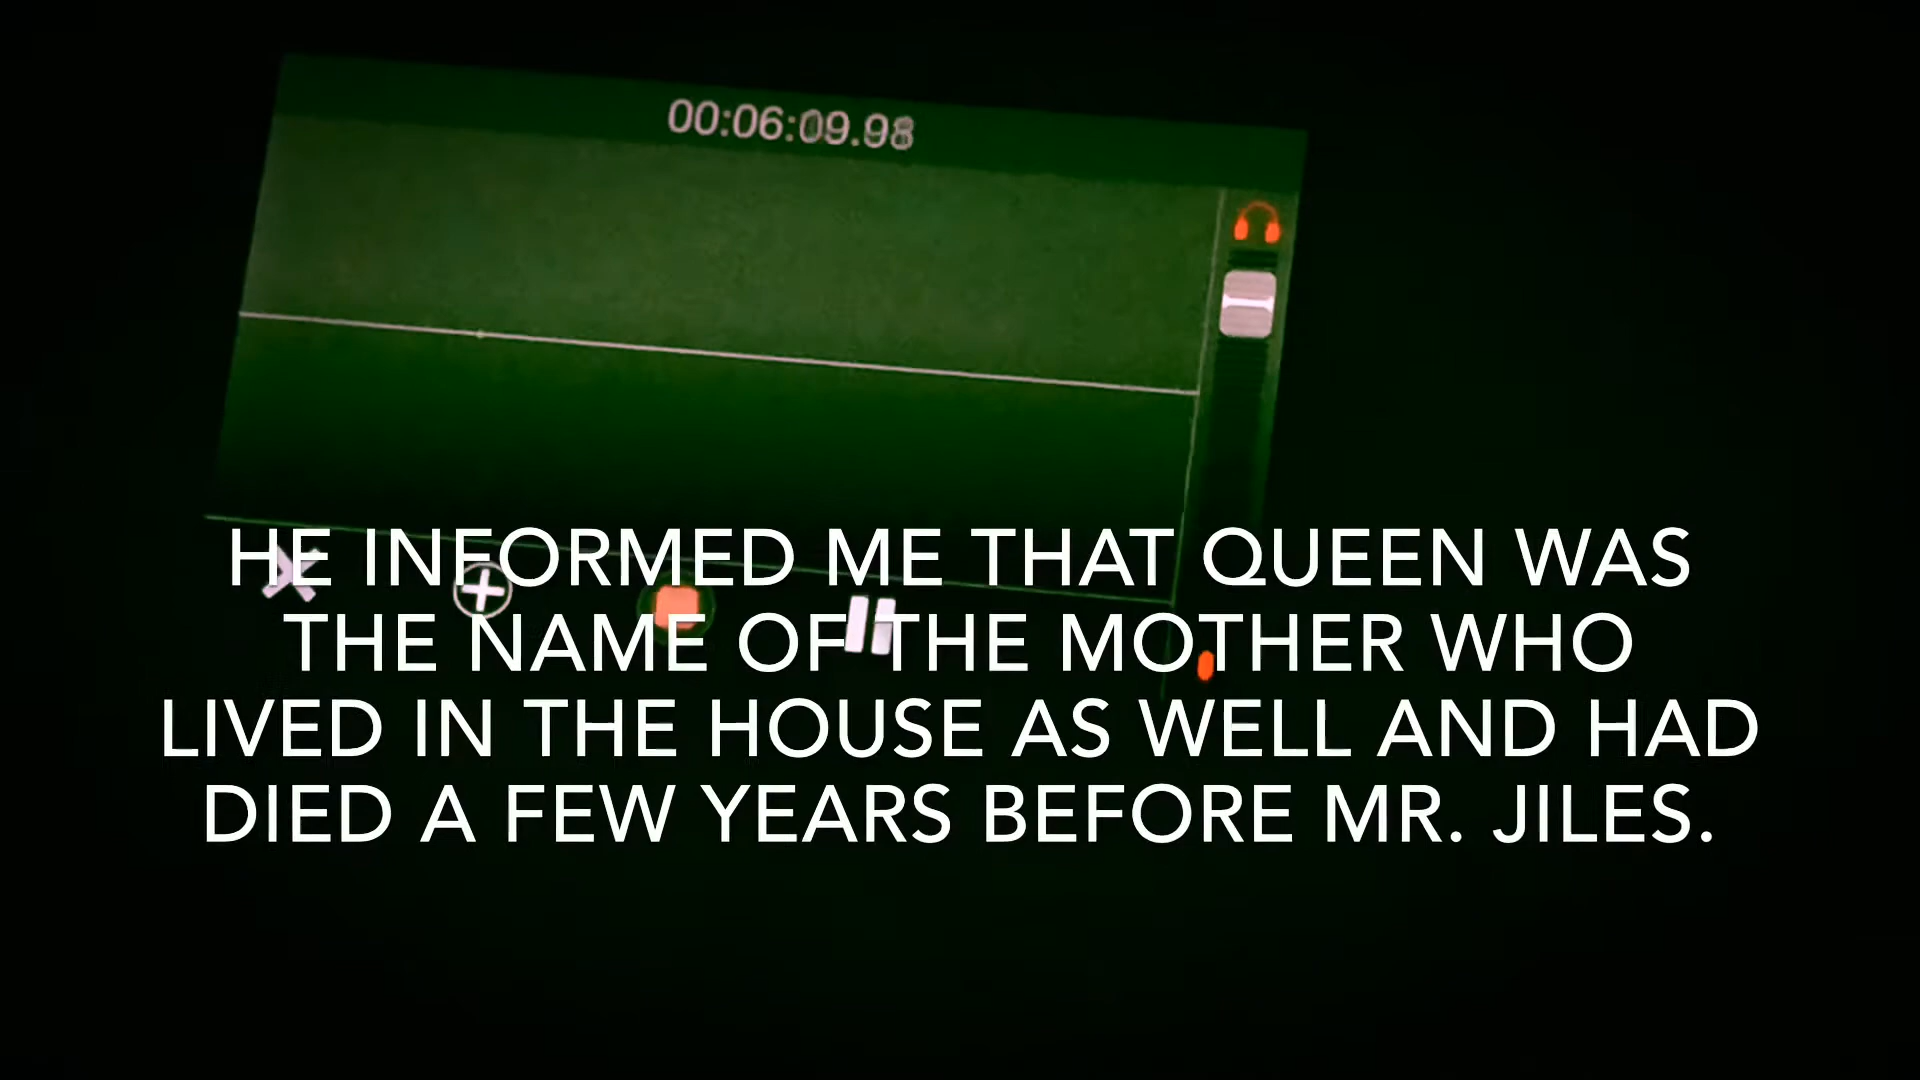 00:06:09.98
HE INFORMED ME THAT QUEEN WAS
THE NAME OF THE MOTHER WHO
LIVED IN THE HOUSE AS WELL AND HAD
DIED A FEW YEARS BEFORE MR. JILES.